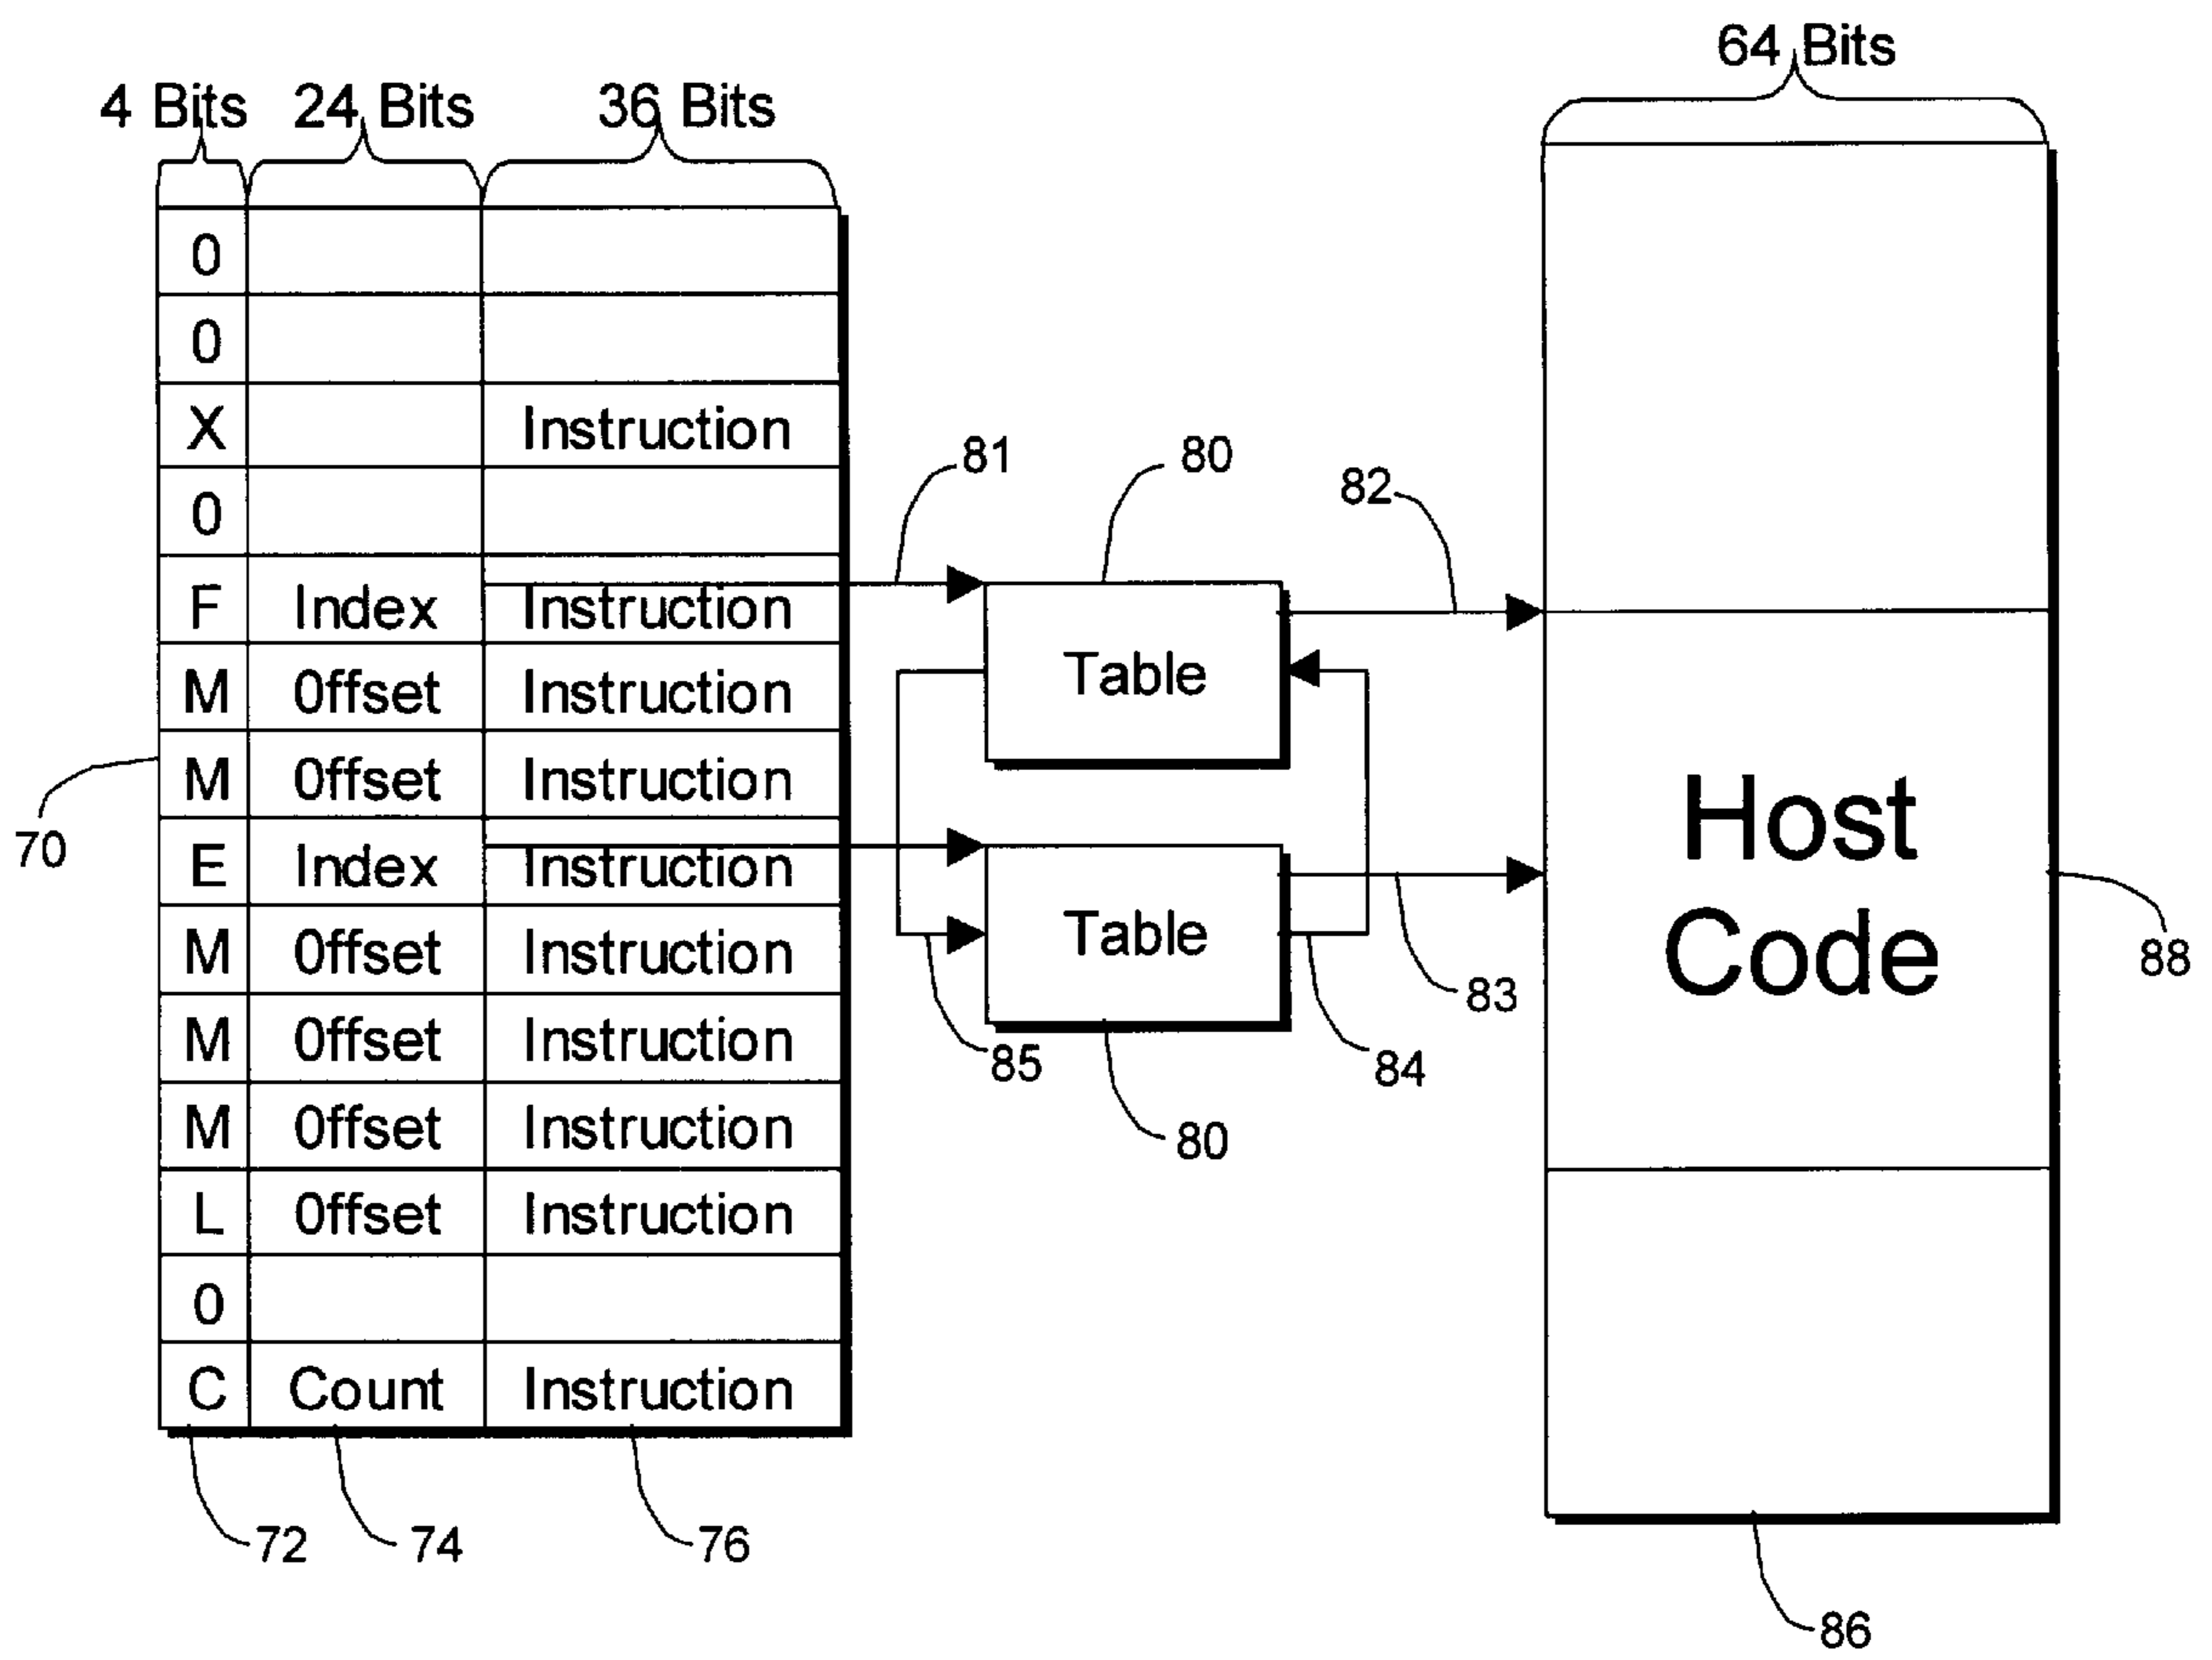 64 Bits
4 Bits 24 Bits 36 Bits
0
0
X Instruction
0
F Index Instruction
M 0ffset Instruction
M 0ffset Instruction
E Index Instruction
M 0ffset Instruction
M 0ffset Instruction
M 0ffset Instruction
L 0ffset Instruction
0
C Count Instruction
70
72
74
76
81
80
82
Table
Table
85
84
83
80
Host
Code
88
86